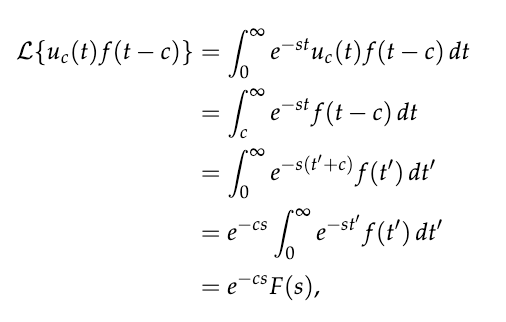 ℒ{u_c(t)f(t − c)} = ∫_0^∞ e^{−st} u_c(t)f(t − c) dt
= ∫_c^∞ e^{−st} f(t − c) dt
= ∫_0^∞ e^{−s(t′+c)} f(t′) dt′
= e^{−cs} ∫_0^∞ e^{−st′} f(t′) dt′
= e^{−cs} F(s),